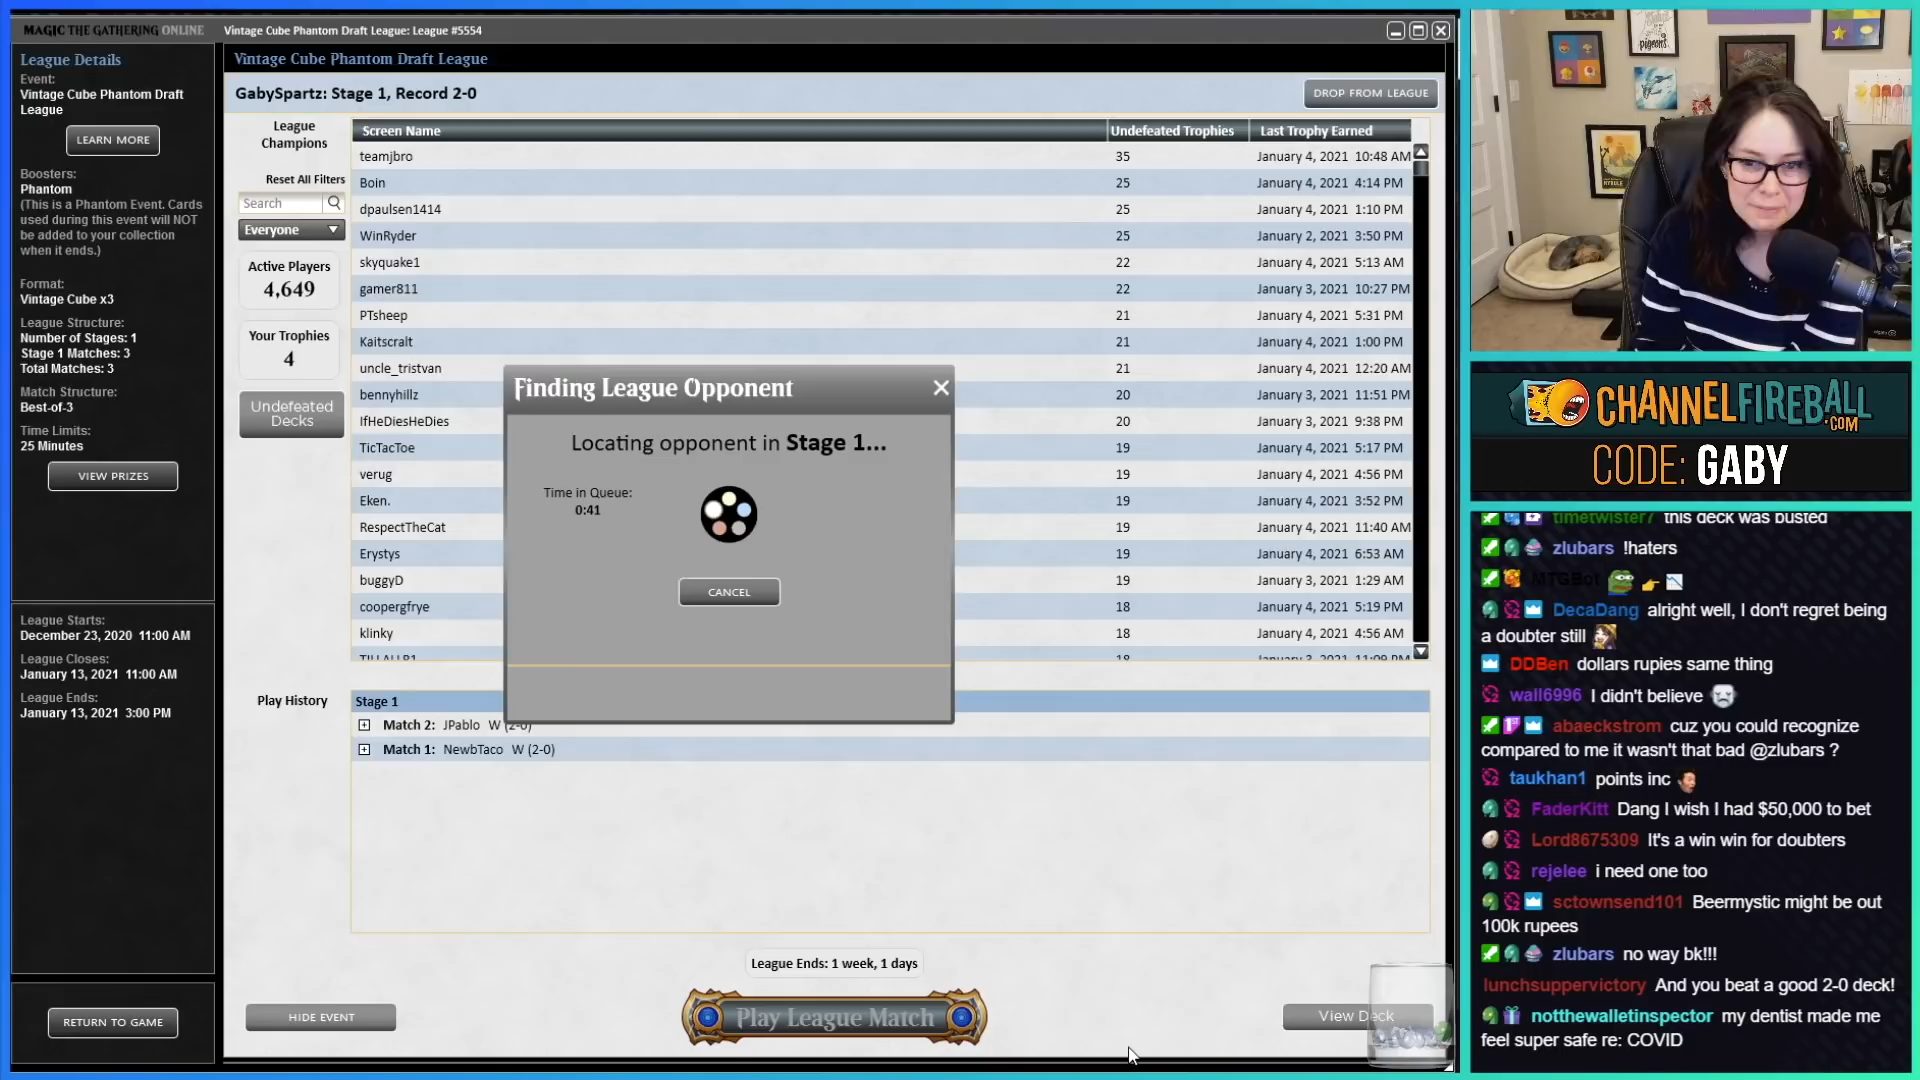 MAGIC THE GATHERING ONLINE
Vintage Cube Phantom Draft League: League #5554
League Details
Event:
Vintage Cube Phantom Draft
League
LEARN MORE
Boosters:
Phantom
(This is a Phantom Event. Cards
used during this event will NOT
be added to your collection
when it ends.)
Format:
Vintage Cube x3
League Structure:
Number of Stages: 1
Stage 1 Matches: 3
Total Matches: 3
Match Structure:
Best-of-3
Time Limits:
25 Minutes
VIEW PRIZES
League Starts:
December 23, 2020 11:00 AM
League Closes:
January 13, 2021 11:00 AM
League Ends:
January 13, 2021 3:00 PM
RETURN TO GAME
Vintage Cube Phantom Draft League
GabySpartz: Stage 1, Record 2-0
DROP FROM LEAGUE
League
Champions
Reset All Filters
Search
Everyone
Active Players
4,649
Your Trophies
4
Undefeated
Decks
Screen Name Undefeated Trophies Last Trophy Earned
teamjbro 35 January 4, 2021 10:48 AM
Boin 25 January 4, 2021 4:14 PM
dpaulsen1414 25 January 4, 2021 1:10 PM
WinRyder 25 January 2, 2021 3:50 PM
skyquake1 22 January 4, 2021 5:13 AM
gamer811 22 January 3, 2021 10:27 PM
PTsheep 21 January 4, 2021 5:31 PM
Kaitscralt 21 January 4, 2021 1:00 PM
uncle_tristvan 21 January 4, 2021 12:20 AM
bennyhillz 20 January 3, 2021 11:51 PM
IfHeDiesHeDies 20 January 3, 2021 9:38 PM
TicTacToe 19 January 4, 2021 5:17 PM
verug 19 January 4, 2021 4:56 PM
Eken. 19 January 4, 2021 3:52 PM
RespectTheCat 19 January 4, 2021 11:40 AM
Erystys 19 January 4, 2021 6:53 AM
buggyD 19 January 3, 2021 1:29 AM
coopergfrye 18 January 4, 2021 5:19 PM
klinky 18 January 4, 2021 4:56 AM
18 January 3, 2021 11:09 PM
Finding League Opponent
Locating opponent in Stage 1...
Time in Queue:
0:41
CANCEL
Play History
Stage 1
Match 2: JPablo W (2-0)
Match 1: NewbTaco W (2-0)
League Ends: 1 week, 1 days
HIDE EVENT
Play League Match
View Deck
CHANNELFIREBALL
.COM
CODE: GABY
timetwister7 this deck was busted
zlubars !haters
MTGBot
DecaDang alright well, I don't regret being
a doubter still
DDBen dollars rupies same thing
wall6996 I didn't believe
abaeckstrom cuz you could recognize
compared to me it wasn't that bad @zlubars ?
taukhan1 points inc
FaderKitt Dang I wish I had $50,000 to bet
Lord8675309 It's a win win for doubters
rejelee i need one too
sctownsend101 Beermystic might be out
100k rupees
zlubars no way bk!!!
lunchsuppervictory And you beat a good 2-0 deck!
notthewalletinspector my dentist made me
feel super safe re: COVID